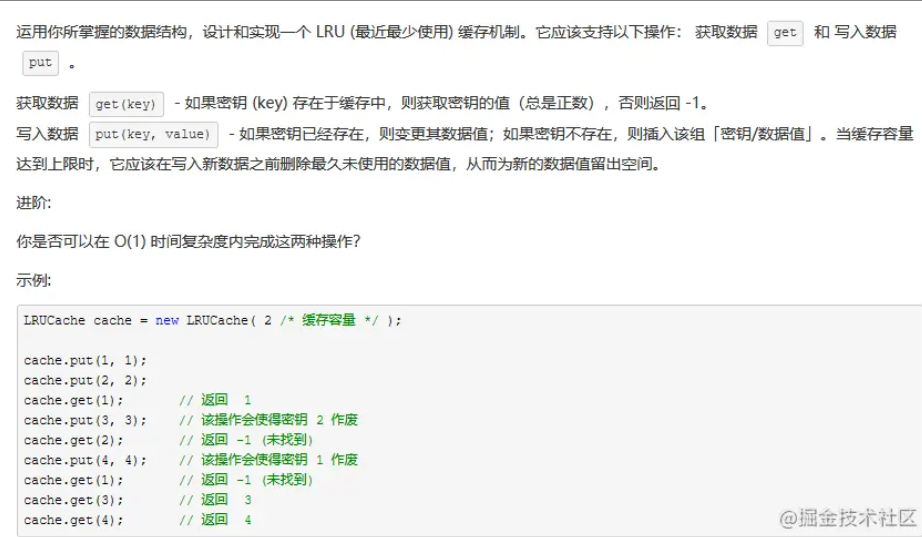 运用你所掌握的数据结构，设计和实现一个 LRU (最近最少使用) 缓存机制。它应该支持以下操作： 获取数据 get 和 写入数据
put 。
获取数据 get(key) - 如果密钥 (key) 存在于缓存中，则获取密钥的值（总是正数），否则返回 -1。
写入数据 put(key, value) - 如果密钥已经存在，则变更其数据值；如果密钥不存在，则插入该组「密钥/数据值」。当缓存容量
达到上限时，它应该在写入新数据之前删除最久未使用的数据值，从而为新的数据值留出空间。
进阶:
你是否可以在 O(1) 时间复杂度内完成这两种操作？
示例:
LRUCache cache = new LRUCache( 2 /* 缓存容量 */ );
cache.put(1, 1);
cache.put(2, 2);
cache.get(1);       // 返回  1
cache.put(3, 3);    // 该操作会使得密钥 2 作废
cache.get(2);       // 返回 -1 (未找到)
cache.put(4, 4);    // 该操作会使得密钥 1 作废
cache.get(1);       // 返回 -1 (未找到)
cache.get(3);       // 返回  3
cache.get(4);       // 返回  4
@掘金技术社区